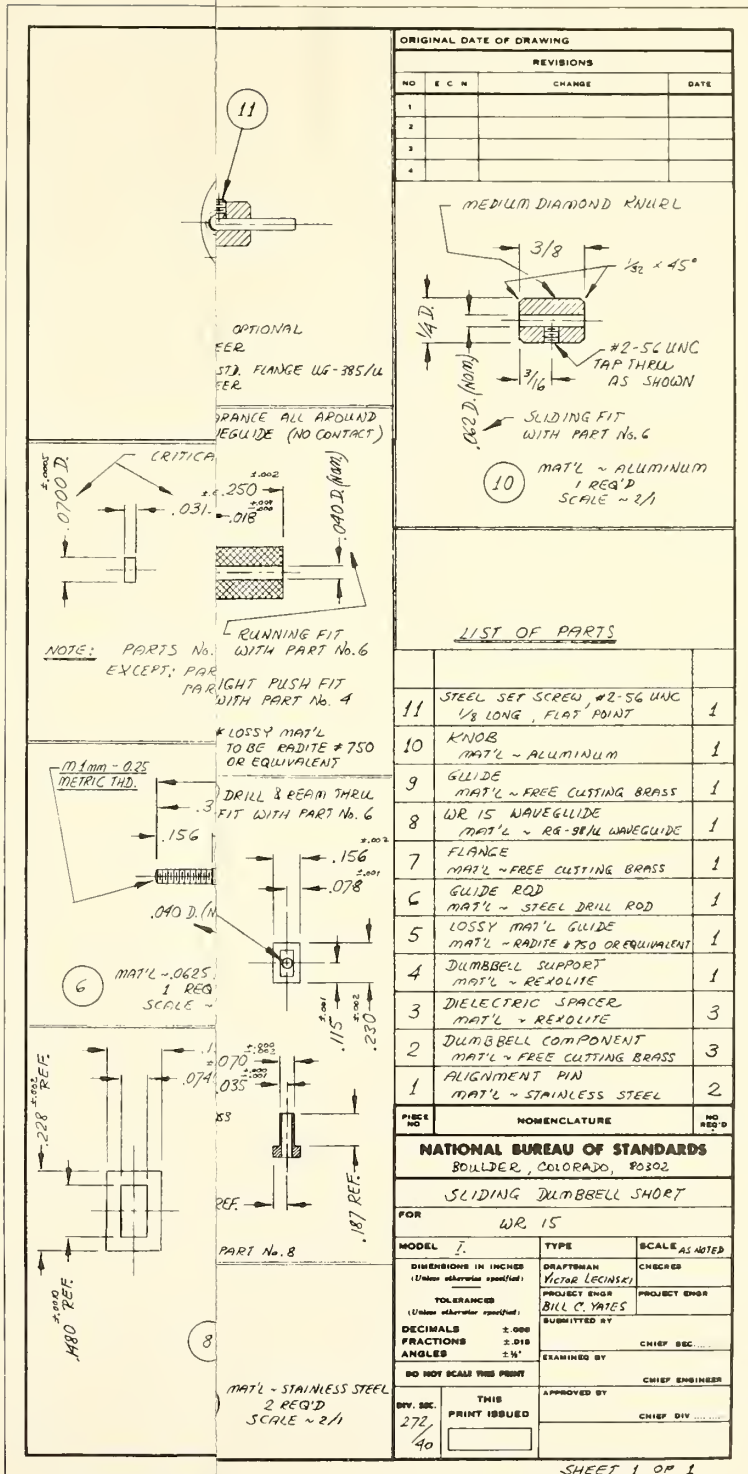 11
OPTIONAL
EER
STD. FLANGE UG-385/U
EER
ORANCE ALL AROUND
EGUIDE (NO CONTACT)
CRITICA
±.0005
.0700 D.
.031
±.002
.250
.018
.040 D. (NOM.)
RUNNING FIT
WITH PART No. 6
NOTE: PARTS No.
EXCEPT: PAR
PAR
IGHT PUSH FIT
WITH PART No. 4
* LOSSY MAT'L
TO BE RADITE #750
OR EQUIVALENT
M 1mm - 0.25
METRIC THD.
DRILL & REAM THRU
FIT WITH PART No. 6
.3
.156
.040 D. (N
±.002
.156
±.001
.078
±.001
.115
±.002
.230
6
MAT'L ~ .0625
1 REQ
SCALE ~
±.002
.228 REF.
.1
.074
.070
.035
REF.
.187 REF.
PART No. 8
.1480 REF.
8
MAT'L ~ STAINLESS STEEL
2 REQ'D
SCALE ~ 2/1
ORIGINAL DATE OF DRAWING
REVISIONS
NO E C N CHANGE DATE
1
2
3
4
MEDIUM DIAMOND KNURL
3/8
1/32 x 45°
1/4 D.
.062 D. (NOM)
3/16
#2-56 UNC
TAP THRU
AS SHOWN
SLIDING FIT
WITH PART No. 6
10
MAT'L ~ ALUMINUM
1 REQ'D
SCALE ~ 2/1
LIST OF PARTS
11 STEEL SET SCREW, #2-56 UNC
1/8 LONG, FLAT POINT 1
10 KNOB
MAT'L ~ ALUMINUM 1
9 GUIDE
MAT'L ~ FREE CUTTING BRASS 1
8 WR 15 WAVEGUIDE
MAT'L ~ RG-98/U WAVEGUIDE 1
7 FLANGE
MAT'L ~ FREE CUTTING BRASS 1
6 GUIDE ROD
MAT'L ~ STEEL DRILL ROD 1
5 LOSSY MAT'L GUIDE
MAT'L ~ RADITE #750 OR EQUIVALENT 1
4 DUMBBELL SUPPORT
MAT'L ~ REXOLITE 1
3 DIELECTRIC SPACER
MAT'L ~ REXOLITE 3
2 DUMBBELL COMPONENT
MAT'L ~ FREE CUTTING BRASS 3
1 ALIGNMENT PIN
MAT'L ~ STAINLESS STEEL 2
PIECE NO NOMENCLATURE NO REQ'D
NATIONAL BUREAU OF STANDARDS
BOULDER, COLORADO, 80302
SLIDING DUMBBELL SHORT
FOR WR 15
MODEL I. TYPE SCALE AS NOTED
DIMENSIONS IN INCHES
(Unless otherwise specified)
DRAFTSMAN
VICTOR LECINSKI
CHECKED
TOLERANCES
(Unless otherwise specified)
PROJECT ENGR
BILL C. YATES
PROJECT ENGR
DECIMALS
FRACTIONS
ANGLES
SUBMITTED BY
CHIEF SEC.
EXAMINED BY
CHIEF ENGINEER
DO NOT SCALE THIS PRINT
DIV. SEC.
272/40
THIS
PRINT ISSUED
APPROVED BY
CHIEF DIV
SHEET 1 OF 1